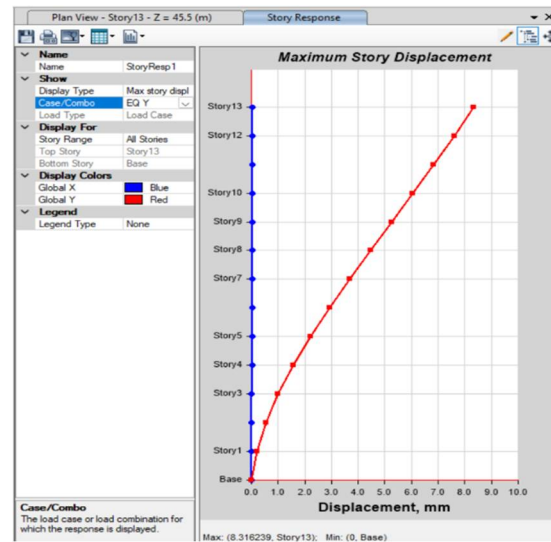 Plan View - Story13 - Z = 45.5 (m)
Story Response
Name
Name StoryResp1
Show
Display Type Max story displ
Case/Combo EQ Y
Load Type Load Case
Display For
Story Range All Stories
Top Story Story13
Bottom Story Base
Display Colors
Global X Blue
Global Y Red
Legend
Legend Type None
Case/Combo
The load case or load combination for
which the response is displayed.
Maximum Story Displacement
Story13
Story12
Story10
Story9
Story8
Story7
Story5
Story4
Story3
Story1
Base
0.0 1.0 2.0 3.0 4.0 5.0 6.0 7.0 8.0 9.0 10.0
Displacement, mm
Max: (8.316239, Story13); Min: (0, Base)